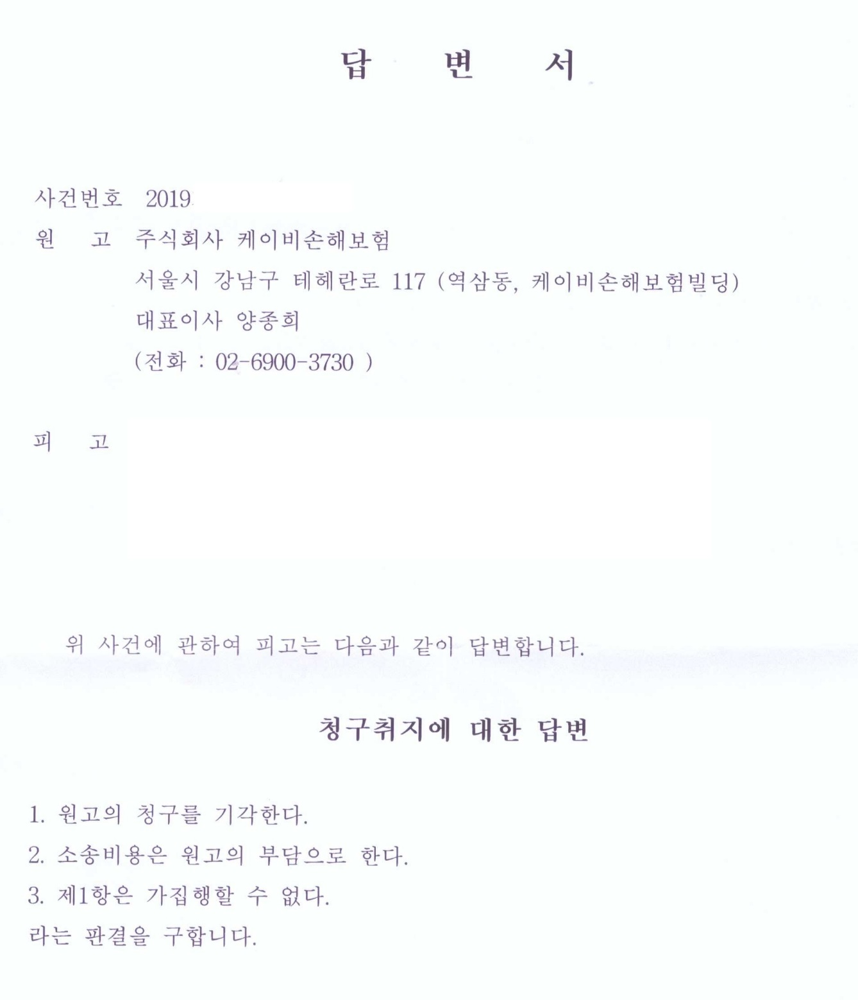 답 변 서
사건번호 2019
원 고 주식회사 케이비손해보험
서울시 강남구 테헤란로 117 (역삼동, 케이비손해보험빌딩)
대표이사 양종희
(전화 : 02-6900-3730 )
피 고
위 사건에 관하여 피고는 다음과 같이 답변합니다.
청구취지에 대한 답변
1. 원고의 청구를 기각한다.
2. 소송비용은 원고의 부담으로 한다.
3. 제1항은 가집행할 수 없다.
라는 판결을 구합니다.